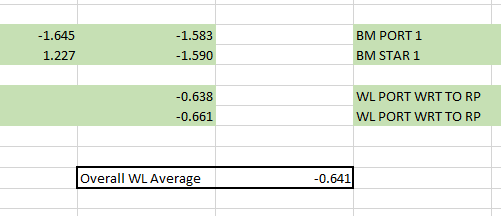 -1.645 -1.583 BM PORT 1
1.227 -1.590 BM STAR 1
-0.638 WL PORT WRT TO RP
-0.661 WL PORT WRT TO RP
Overall WL Average -0.641